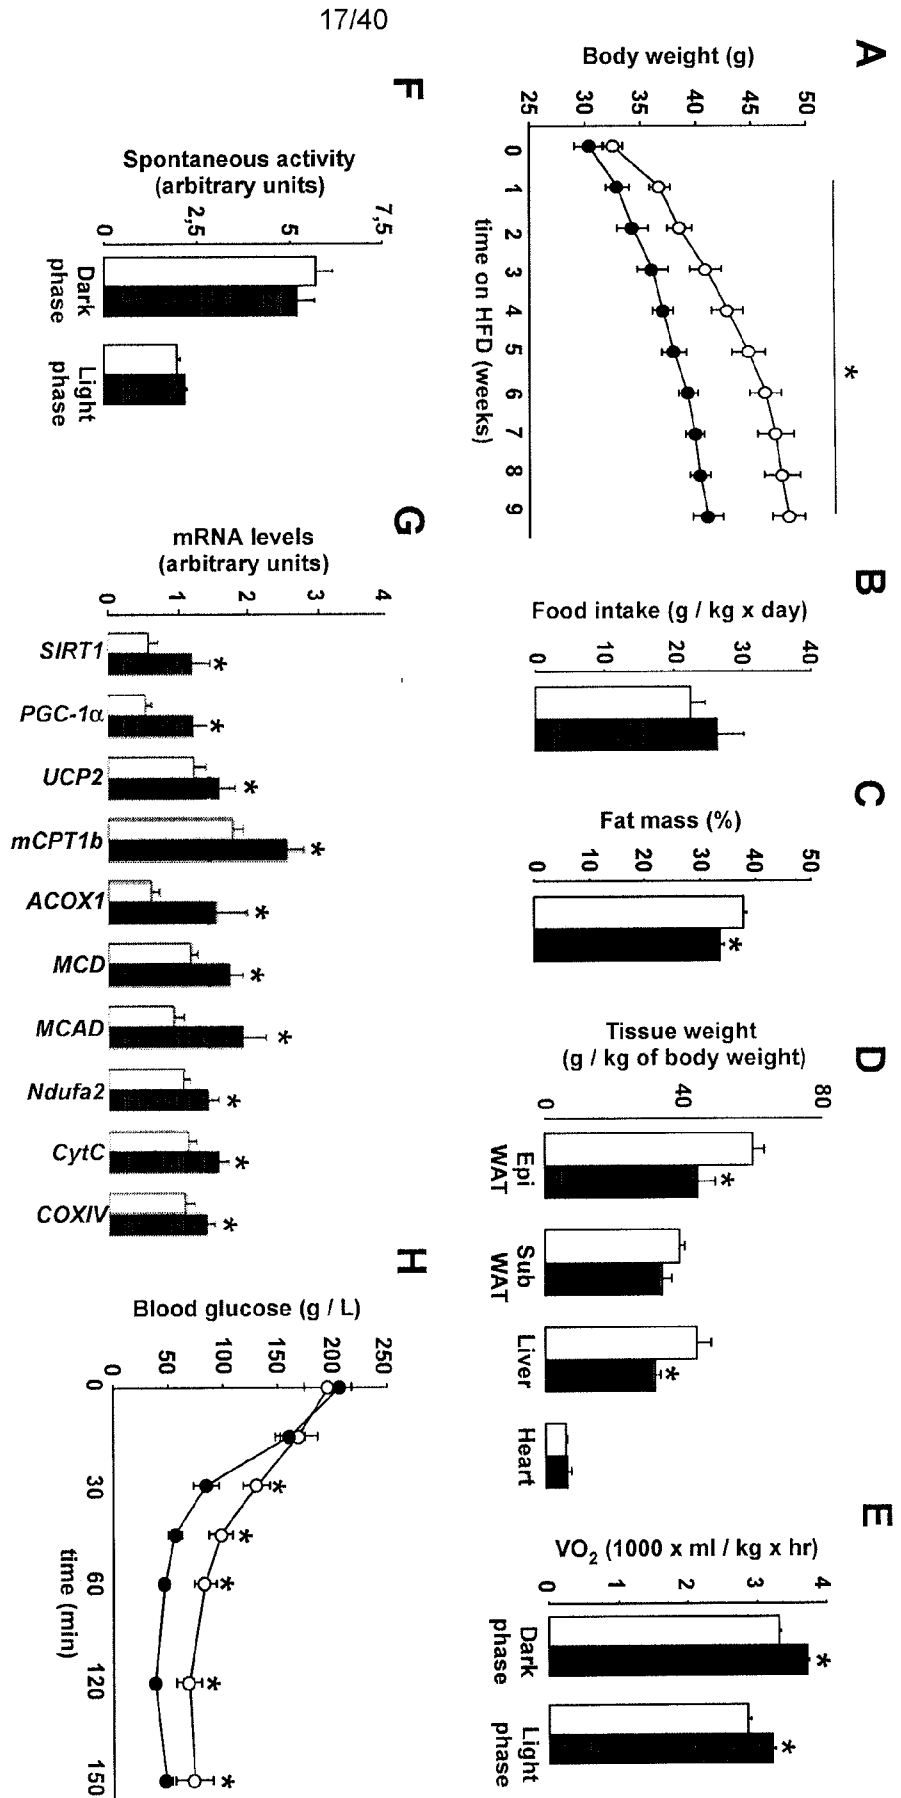 17/40
A
Body weight (g)
50
45
40
35
30
25
0 1 2 3 4 5 6 7 8 9
time on HFD (weeks)
*
B
Food intake (g / kg x day)
40
30
20
10
0
C
Fat mass (%)
50
40
30
20
10
0
*
D
Tissue weight
(g / kg of body weight)
80
40
0
* *
Epi
WAT
Sub
WAT
Liver
Heart
E
VO₂ (1000 x ml / kg x hr)
4
3
2
1
0
* *
Dark
phase
Light
phase
F
Spontaneous activity
(arbitrary units)
7,5
5
2,5
0
Dark
phase
Light
phase
G
mRNA levels
(arbitrary units)
4
3
2
1
0
* * * * * * * * * *
SIRT1
PGC-1α
UCP2
mCPT1b
ACOX1
MCD
MCAD
Ndufa2
CytC
COXIV
H
Blood glucose (g / L)
250
200
150
100
50
0
* * * * *
0 30 60 120 150
time (min)